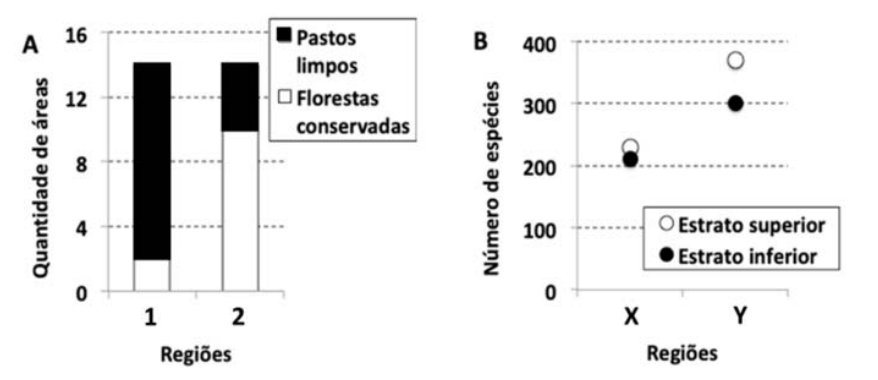 A
16
12
8
4
0
Quantidade de áreas
1 2
Regiões
Pastos
limpos
Florestas
conservadas
B
400
300
200
100
0
Número de espécies
X Y
Regiões
Estrato superior
Estrato inferior